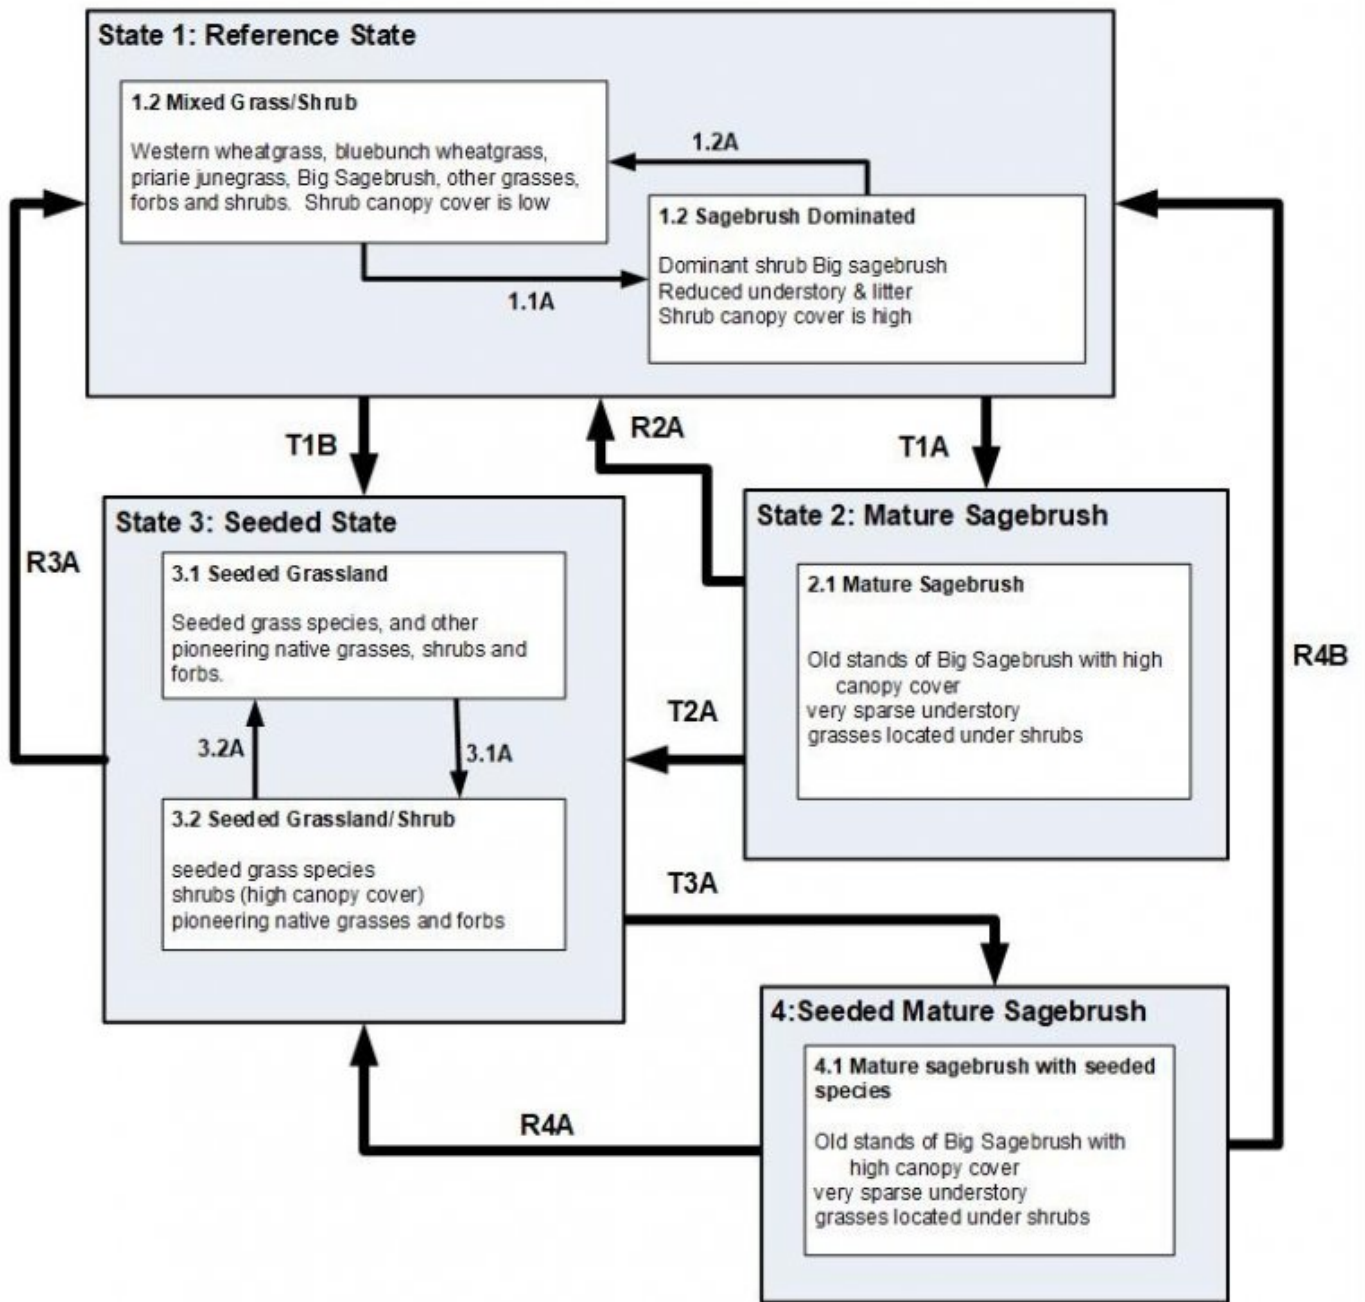 State 1: Reference State
1.2 Mixed Grass/Shrub
Western wheatgrass, bluebunch wheatgrass,
priarie junegrass, Big Sagebrush, other grasses,
forbs and shrubs. Shrub canopy cover is low
1.2A
1.2 Sagebrush Dominated
Dominant shrub Big sagebrush
Reduced understory & litter
Shrub canopy cover is high
1.1A
T1B
R2A
T1A
R3A
State 3: Seeded State
3.1 Seeded Grassland
Seeded grass species, and other
pioneering native grasses, shrubs and
forbs.
3.2A
3.1A
3.2 Seeded Grassland/Shrub
seeded grass species
shrubs (high canopy cover)
pioneering native grasses and forbs
State 2: Mature Sagebrush
2.1 Mature Sagebrush
Old stands of Big Sagebrush with high
canopy cover
very sparse understory
grasses located under shrubs
T2A
R4B
T3A
4:Seeded Mature Sagebrush
4.1 Mature sagebrush with seeded
species
Old stands of Big Sagebrush with
high canopy cover
very sparse understory
grasses located under shrubs
R4A